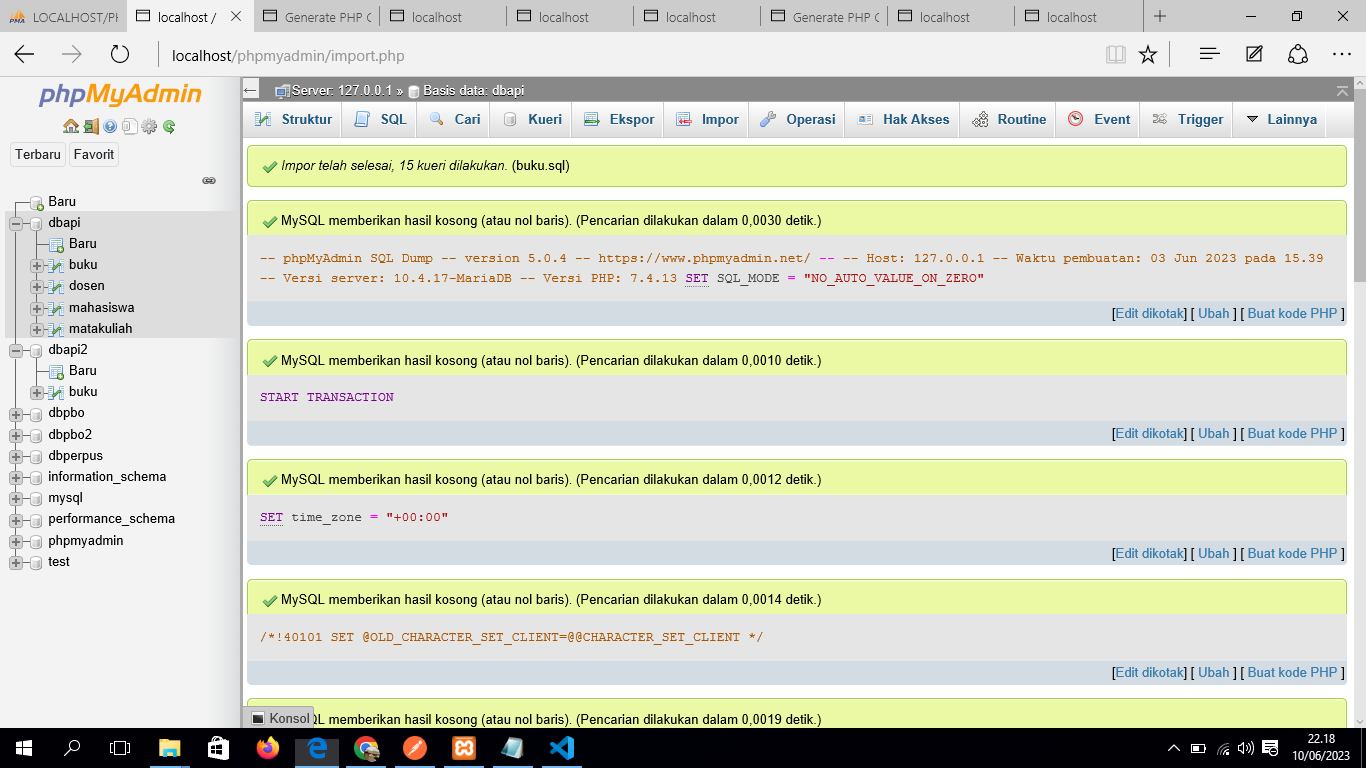 LOCALHOST/PH
localhost /
Generate PHP C
localhost
localhost
localhost
Generate PHP C
localhost
localhost
localhost/phpmyadmin/import.php
phpMyAdmin
Terbaru
Favorit
Baru
dbapi
Baru
buku
dosen
mahasiswa
matakuliah
dbapi2
Baru
buku
dbpbo
dbpbo2
dbperpus
information_schema
mysql
performance_schema
phpmyadmin
test
Server: 127.0.0.1 » Basis data: dbapi
Struktur
SQL
Cari
Kueri
Ekspor
Impor
Operasi
Hak Akses
Routine
Event
Trigger
Lainnya
Impor telah selesai, 15 kueri dilakukan. (buku.sql)
MySQL memberikan hasil kosong (atau nol baris). (Pencarian dilakukan dalam 0,0030 detik.)
-- phpMyAdmin SQL Dump -- version 5.0.4 -- https://www.phpmyadmin.net/ -- -- Host: 127.0.0.1 -- Waktu pembuatan: 03 Jun 2023 pada 15.39
-- Versi server: 10.4.17-MariaDB -- Versi PHP: 7.4.13 SET SQL_MODE = "NO_AUTO_VALUE_ON_ZERO"
[Edit dikotak] [ Ubah ] [ Buat kode PHP ]
MySQL memberikan hasil kosong (atau nol baris). (Pencarian dilakukan dalam 0,0010 detik.)
START TRANSACTION
[Edit dikotak] [ Ubah ] [ Buat kode PHP ]
MySQL memberikan hasil kosong (atau nol baris). (Pencarian dilakukan dalam 0,0012 detik.)
SET time_zone = "+00:00"
[Edit dikotak] [ Ubah ] [ Buat kode PHP ]
MySQL memberikan hasil kosong (atau nol baris). (Pencarian dilakukan dalam 0,0014 detik.)
/*!40101 SET @OLD_CHARACTER_SET_CLIENT=@@CHARACTER_SET_CLIENT */
[Edit dikotak] [ Ubah ] [ Buat kode PHP ]
Konsol
QL memberikan hasil kosong (atau nol baris). (Pencarian dilakukan dalam 0,0019 detik.)
22.18
10/06/2023